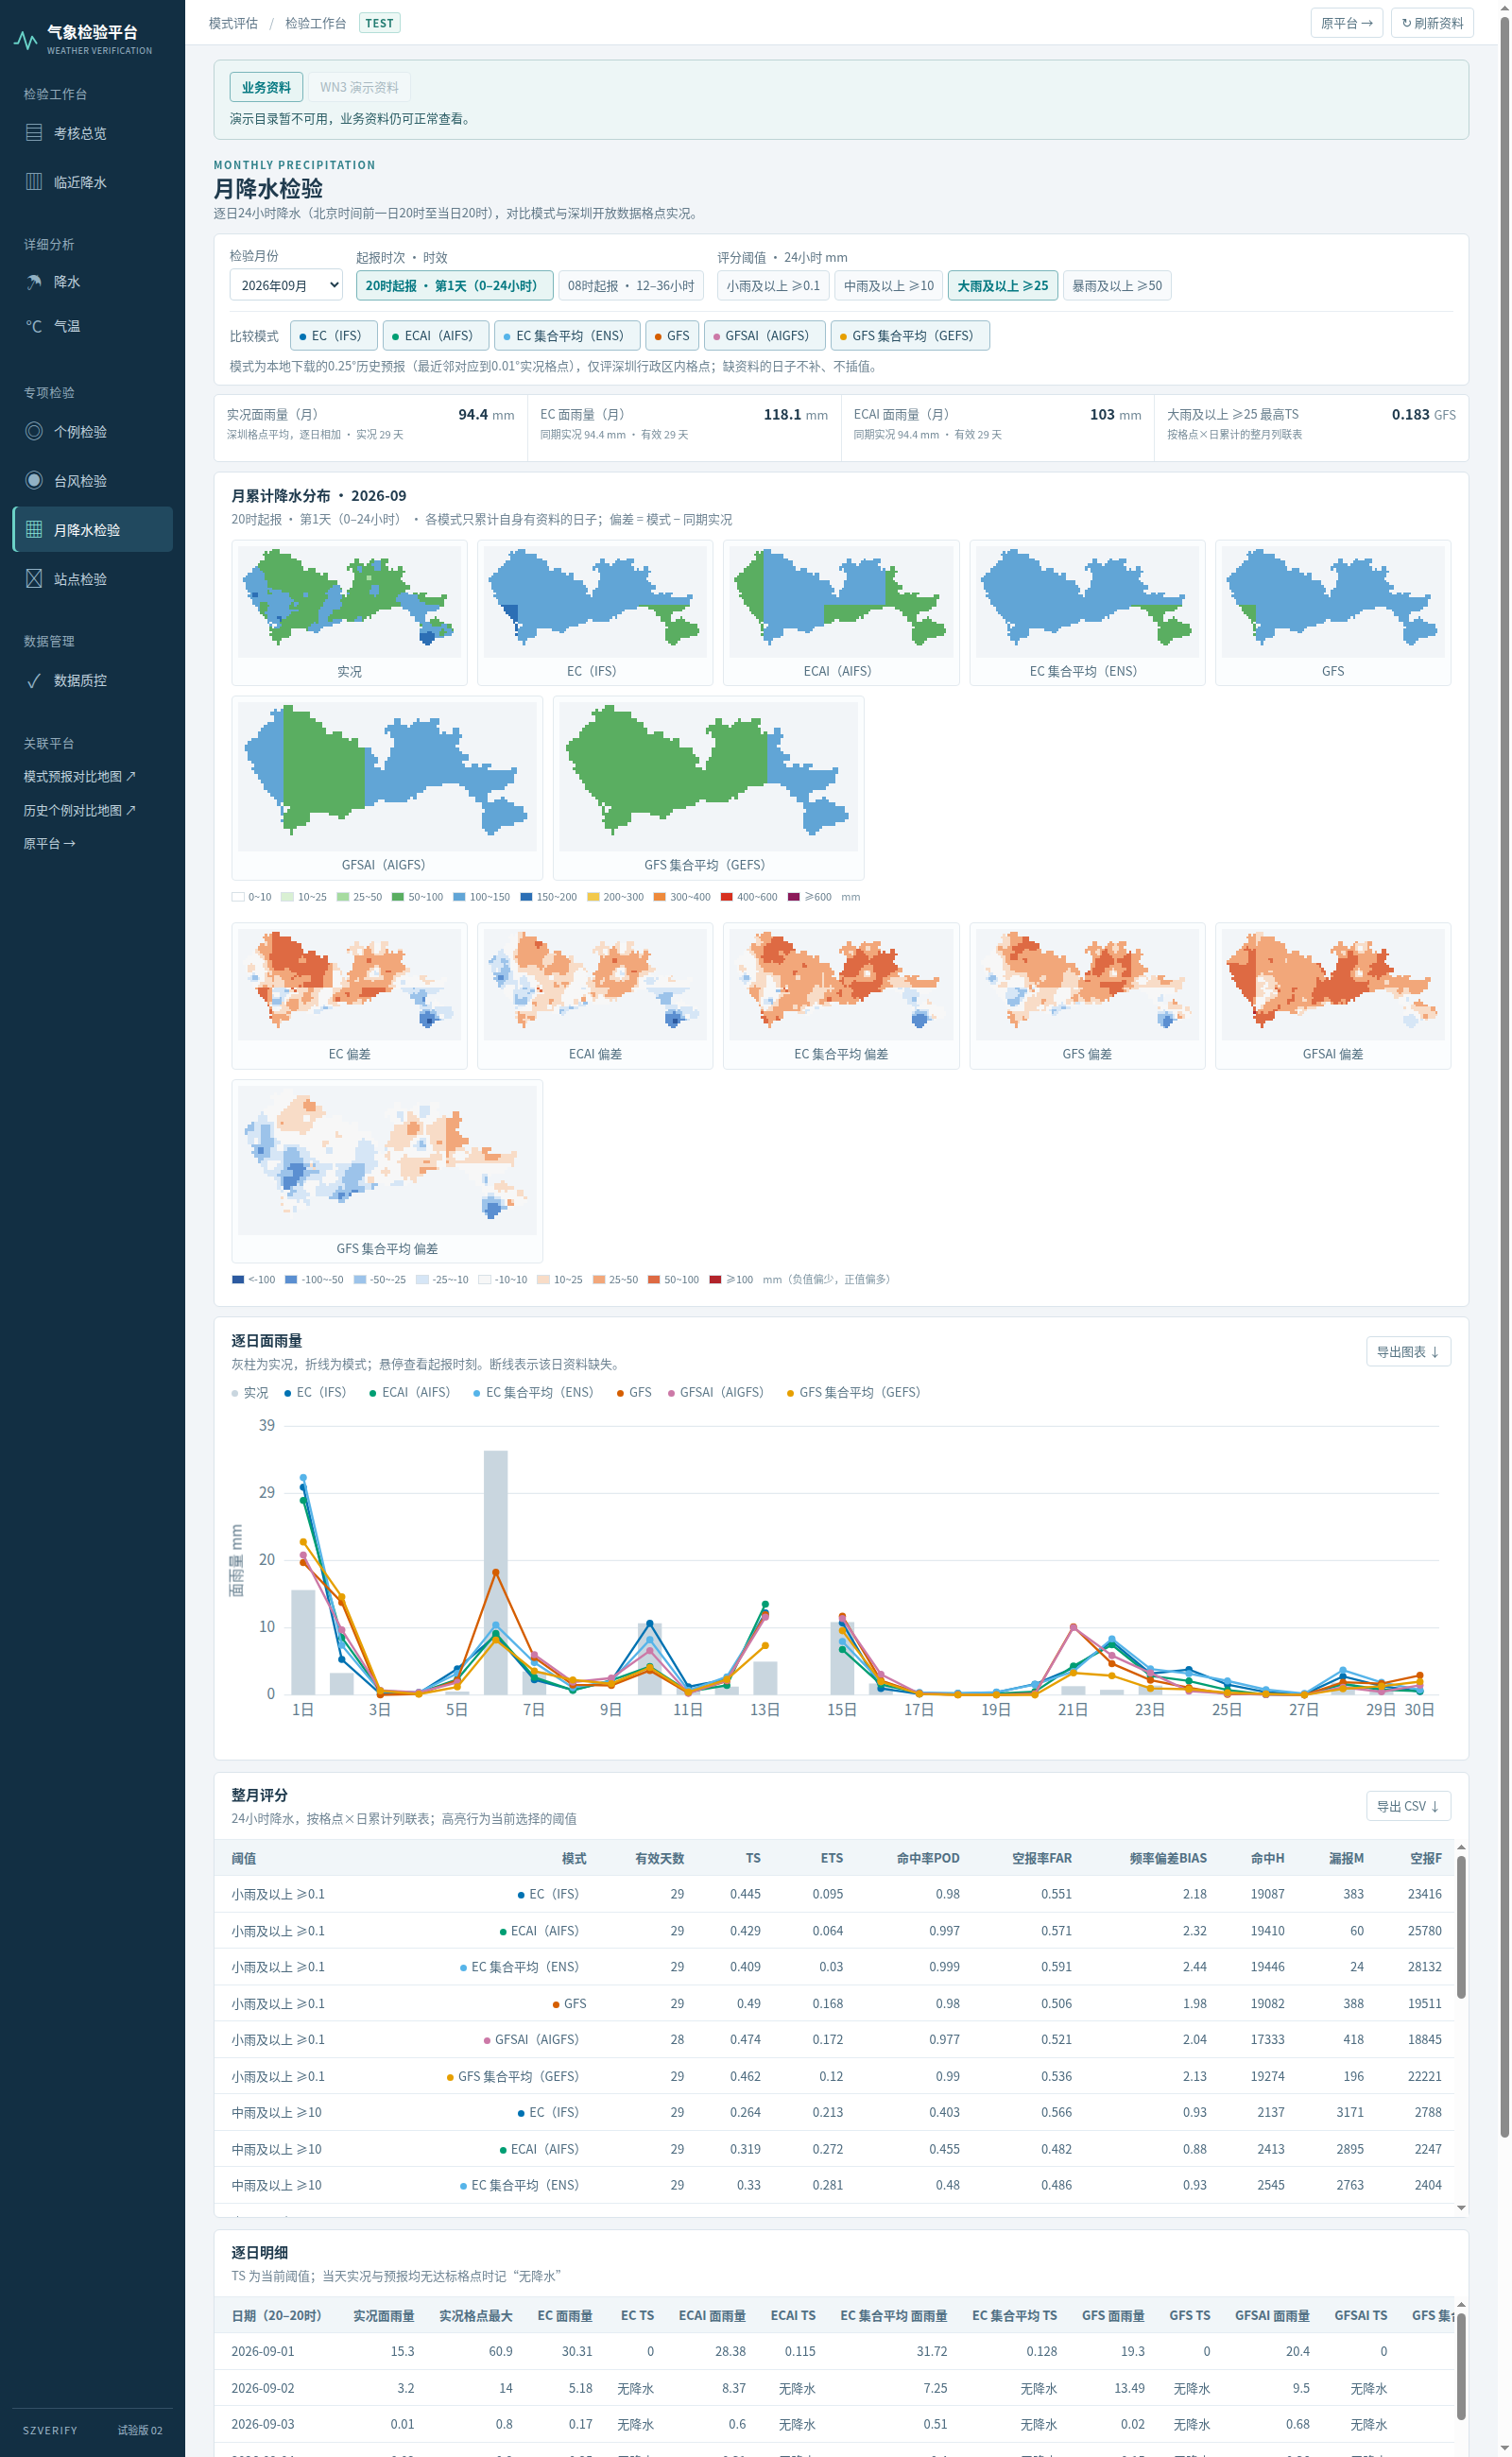 气象检验平台
WEATHER VERIFICATION
检验工作台
考核总览
临近降水
详细分析
降水
℃ 气温
专项检验
个例检验
台风检验
月降水检验
站点检验
数据管理
数据质控
关联平台
模式预报对比地图 ↗
历史个例对比地图 ↗
原平台 →
SZVERIFY 试验版 02
模式评估 / 检验工作台 TEST
原平台 → ↻ 刷新资料
业务资料 WN3 演示资料
演示目录暂不可用，业务资料仍可正常查看。
MONTHLY PRECIPITATION
月降水检验
逐日24小时降水（北京时间前一日20时至当日20时），对比模式与深圳开放数据格点实况。
检验月份 起报时次 · 时效 评分阈值 · 24小时 mm
2026年09月 20时起报 · 第1天（0–24小时） 08时起报 · 12–36小时 小雨及以上 ≥0.1 中雨及以上 ≥10 大雨及以上 ≥25 暴雨及以上 ≥50
比较模式 EC（IFS） ECAI（AIFS） EC 集合平均（ENS） GFS GFSAI（AIGFS） GFS 集合平均（GEFS）
模式为本地下载的0.25°历史预报（最近邻对应到0.01°实况格点），仅评深圳行政区内格点；缺资料的日子不补、不插值。
实况面雨量（月） 94.4 mm
深圳格点平均，逐日相加 · 实况 29 天
EC 面雨量（月） 118.1 mm
同期实况 94.4 mm · 有效 29 天
ECAI 面雨量（月） 103 mm
同期实况 94.4 mm · 有效 29 天
大雨及以上 ≥25 最高TS 0.183 GFS
按格点×日累计的整月列联表
月累计降水分布 · 2026-09
20时起报 · 第1天（0–24小时） · 各模式只累计自身有资料的日子；偏差 = 模式 − 同期实况
实况 EC（IFS） ECAI（AIFS） EC 集合平均（ENS） GFS
GFSAI（AIGFS） GFS 集合平均（GEFS）
0~10 10~25 25~50 50~100 100~150 150~200 200~300 300~400 400~600 ≥600 mm
EC 偏差 ECAI 偏差 EC 集合平均 偏差 GFS 偏差 GFSAI 偏差
GFS 集合平均 偏差
<-100 -100~-50 -50~-25 -25~-10 -10~10 10~25 25~50 50~100 ≥100 mm（负值偏少，正值偏多）
逐日面雨量
灰柱为实况，折线为模式；悬停查看起报时刻。断线表示该日资料缺失。
导出图表 ↓
实况 EC（IFS） ECAI（AIFS） EC 集合平均（ENS） GFS GFSAI（AIGFS） GFS 集合平均（GEFS）
面雨量 mm
39
29
20
10
0
1日 3日 5日 7日 9日 11日 13日 15日 17日 19日 21日 23日 25日 27日 29日 30日
整月评分
24小时降水，按格点×日累计列联表；高亮行为当前选择的阈值
导出 CSV ↓
阈值 模式 有效天数 TS ETS 命中率POD 空报率FAR 频率偏差BIAS 命中H 漏报M 空报F
小雨及以上 ≥0.1 EC（IFS） 29 0.445 0.095 0.98 0.551 2.18 19087 383 23416
小雨及以上 ≥0.1 ECAI（AIFS） 29 0.429 0.064 0.997 0.571 2.32 19410 60 25780
小雨及以上 ≥0.1 EC 集合平均（ENS） 29 0.409 0.03 0.999 0.591 2.44 19446 24 28132
小雨及以上 ≥0.1 GFS 29 0.49 0.168 0.98 0.506 1.98 19082 388 19511
小雨及以上 ≥0.1 GFSAI（AIGFS） 28 0.474 0.172 0.977 0.521 2.04 17333 418 18845
小雨及以上 ≥0.1 GFS 集合平均（GEFS） 29 0.462 0.12 0.99 0.536 2.13 19274 196 22221
中雨及以上 ≥10 EC（IFS） 29 0.264 0.213 0.403 0.566 0.93 2137 3171 2788
中雨及以上 ≥10 ECAI（AIFS） 29 0.319 0.272 0.455 0.482 0.88 2413 2895 2247
中雨及以上 ≥10 EC 集合平均（ENS） 29 0.33 0.281 0.48 0.486 0.93 2545 2763 2404
逐日明细
TS 为当前阈值；当天实况与预报均无达标格点时记“无降水”
日期（20–20时） 实况面雨量 实况格点最大 EC 面雨量 EC TS ECAI 面雨量 ECAI TS EC 集合平均 面雨量 EC 集合平均 TS GFS 面雨量 GFS TS GFSAI 面雨量 GFSAI TS GFS 集
2026-09-01 15.3 60.9 30.31 0 28.38 0.115 31.72 0.128 19.3 0 20.4 0
2026-09-02 3.2 14 5.18 无降水 8.37 无降水 7.25 无降水 13.49 无降水 9.5 无降水
2026-09-03 0.01 0.8 0.17 无降水 0.6 无降水 0.51 无降水 0.02 无降水 0.68 无降水